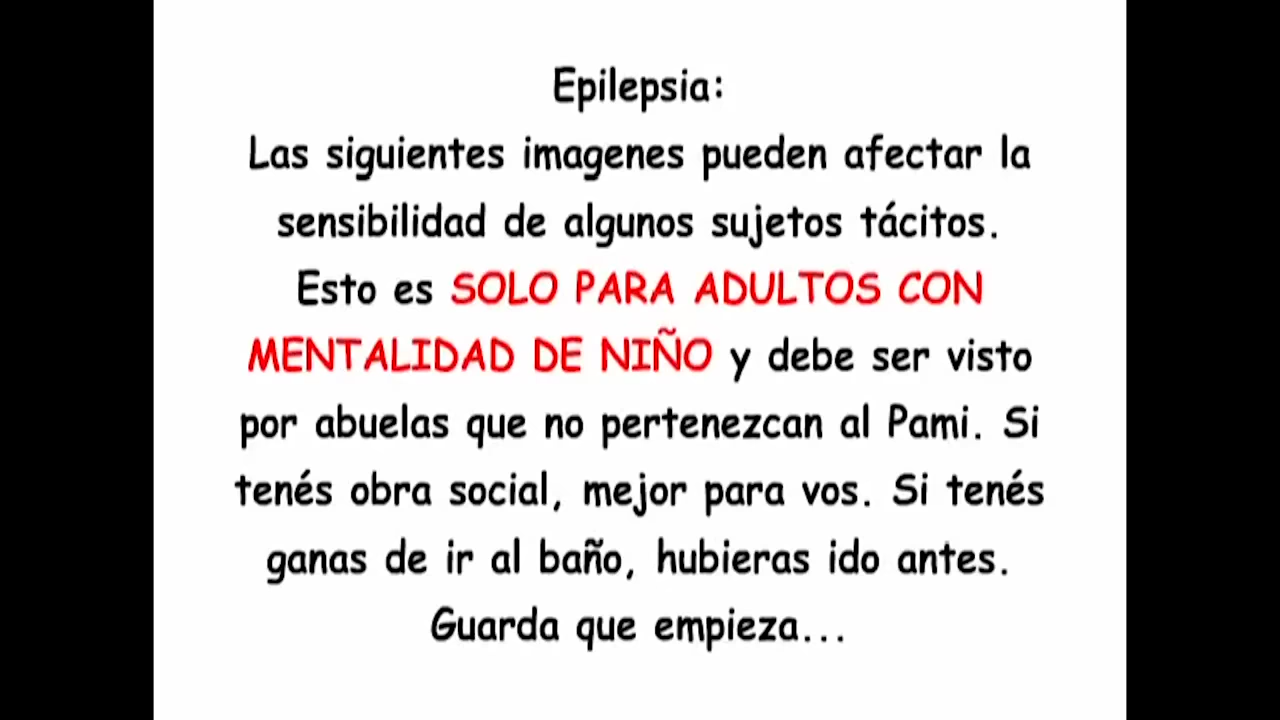 Epilepsia:
Las siguientes imagenes pueden afectar la
sensibilidad de algunos sujetos tácitos.
Esto es SOLO PARA ADULTOS CON
MENTALIDAD DE NIÑO y debe ser visto
por abuelas que no pertenezcan al Pami. Si
tenés obra social, mejor para vos. Si tenés
ganas de ir al baño, hubieras ido antes.
Guarda que empieza...